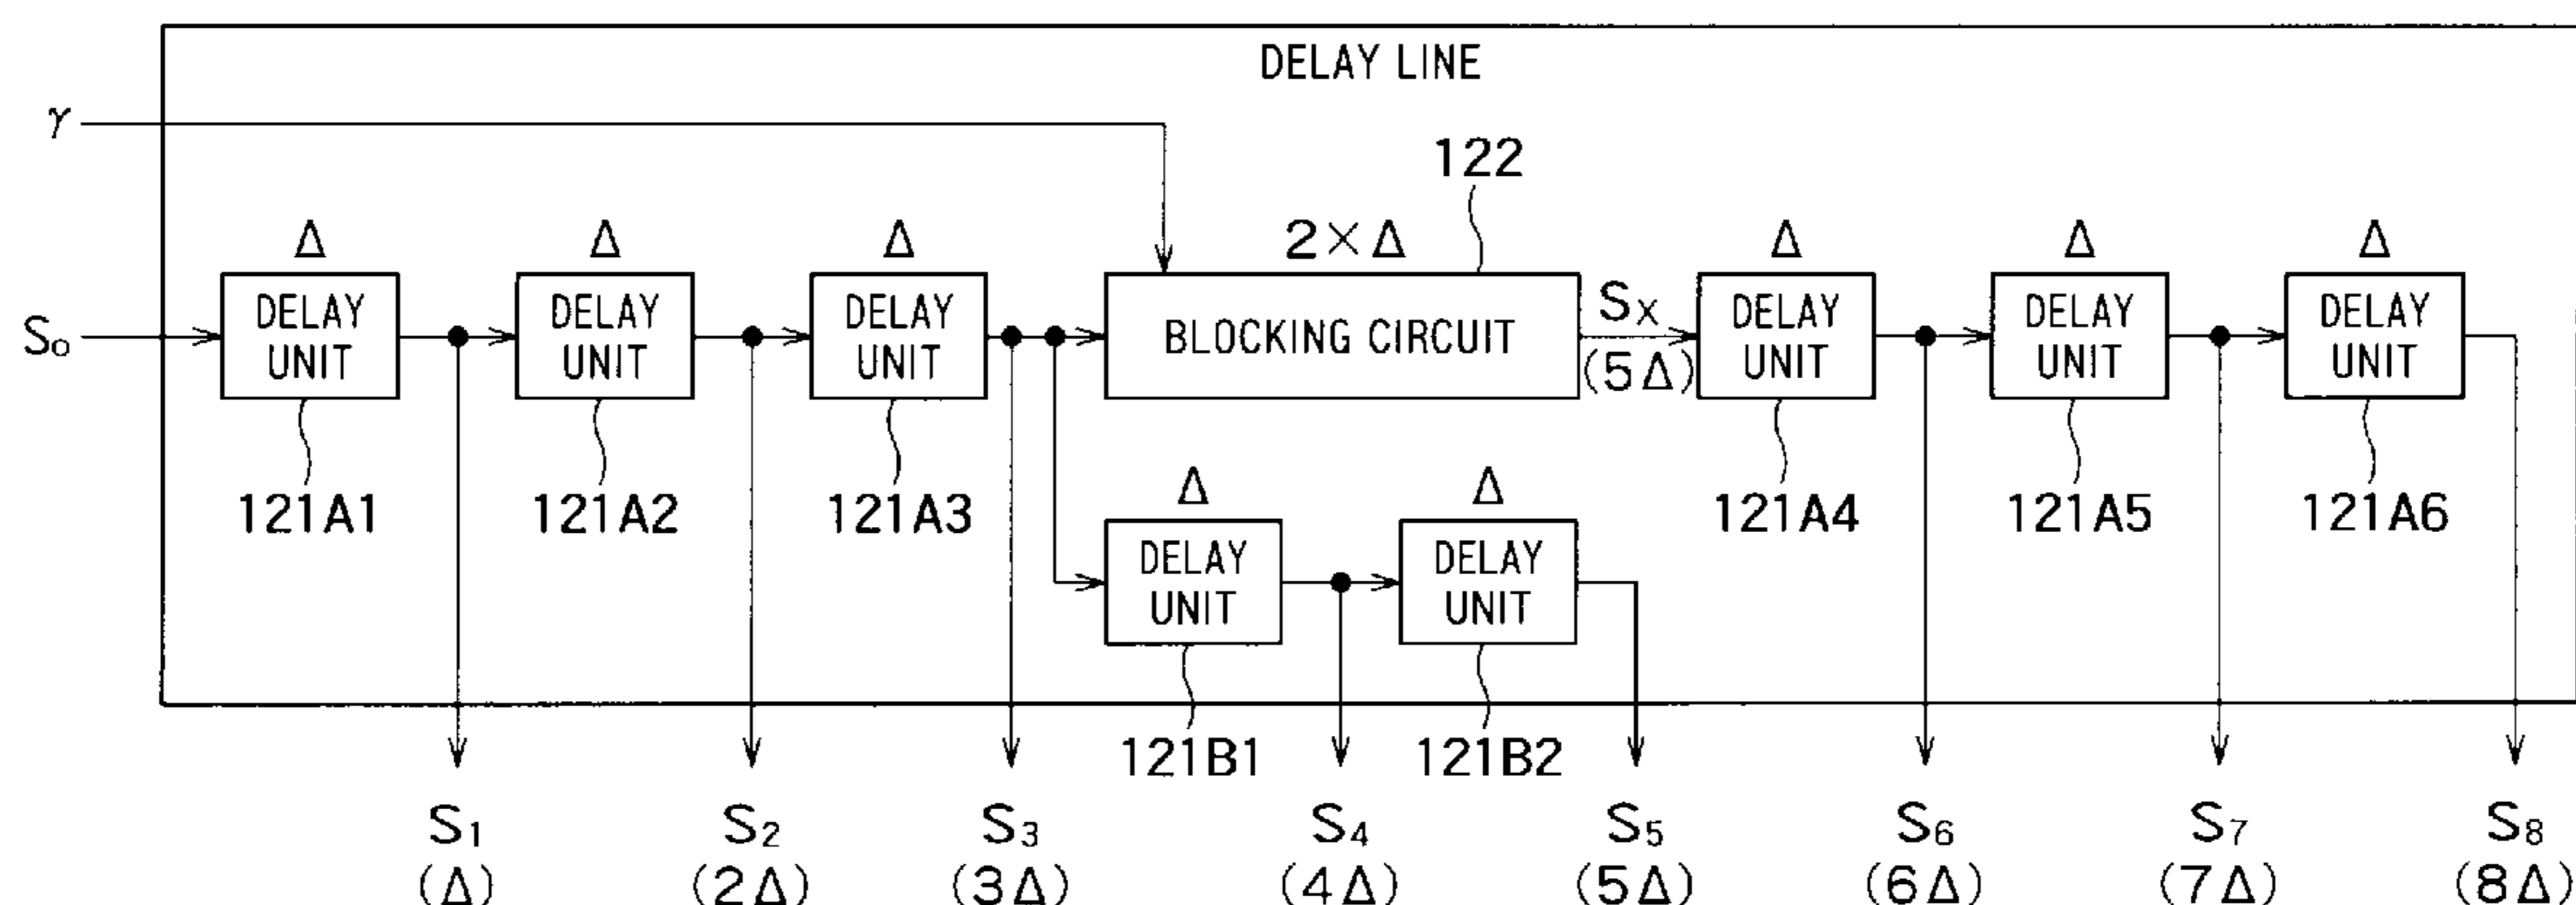 DELAY LINE
γ
122
Δ Δ Δ 2×Δ Δ Δ Δ
S₀
DELAY UNIT
DELAY UNIT
DELAY UNIT
BLOCKING CIRCUIT
Sₓ
(5Δ)
DELAY UNIT
DELAY UNIT
DELAY UNIT
121A1 121A2 121A3 121A4 121A5 121A6
Δ Δ
DELAY UNIT
DELAY UNIT
121B1 121B2
S₁ S₂ S₃ S₄ S₅ S₆ S₇ S₈
(Δ) (2Δ) (3Δ) (4Δ) (5Δ) (6Δ) (7Δ) (8Δ)